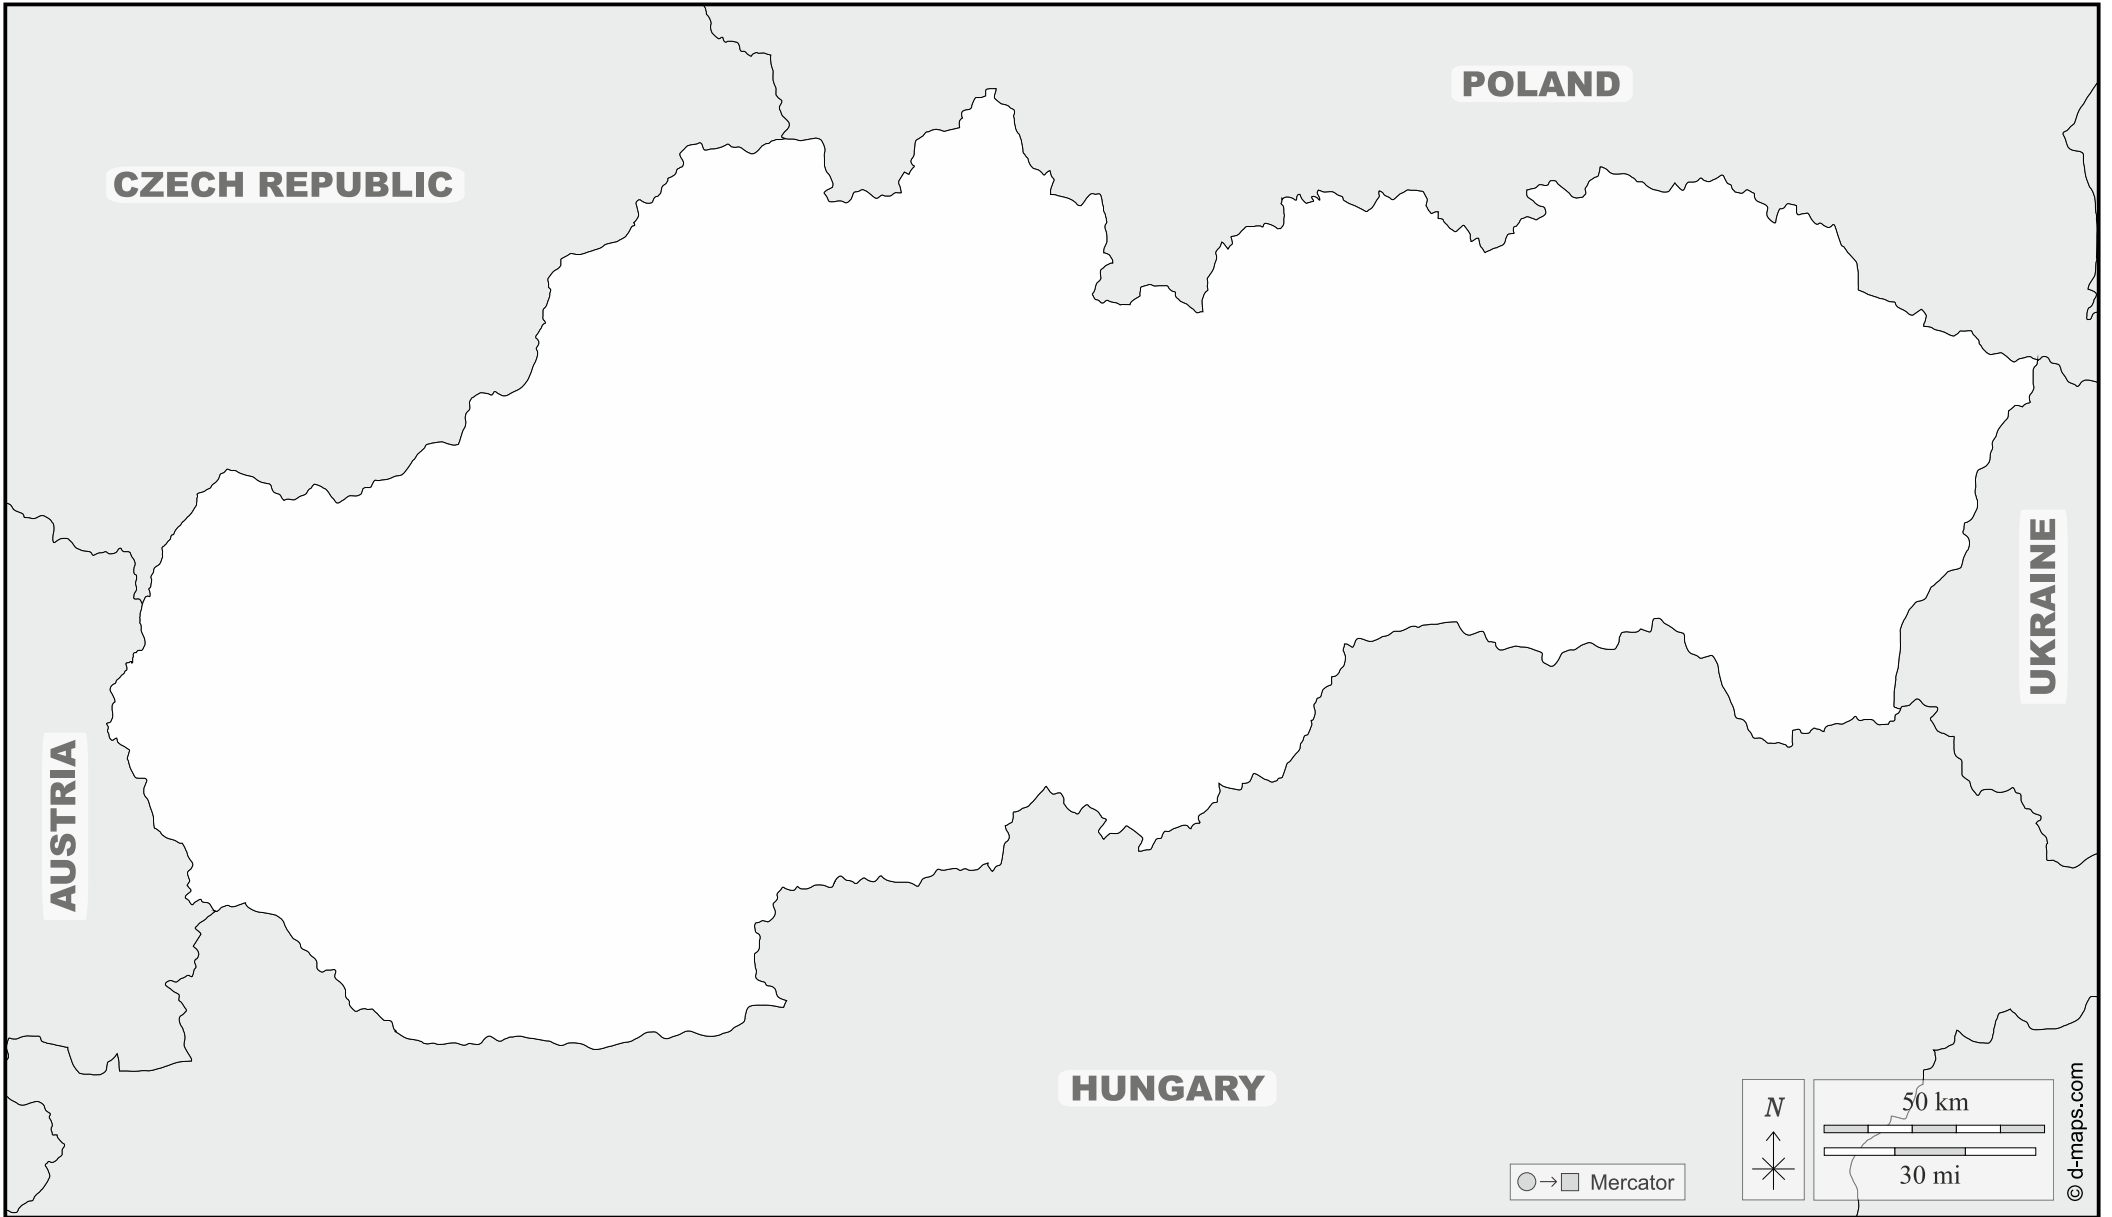 POLAND
CZECH REPUBLIC
UKRAINE
AUSTRIA
HUNGARY
N
50 km
30 mi
Mercator
© d-maps.com